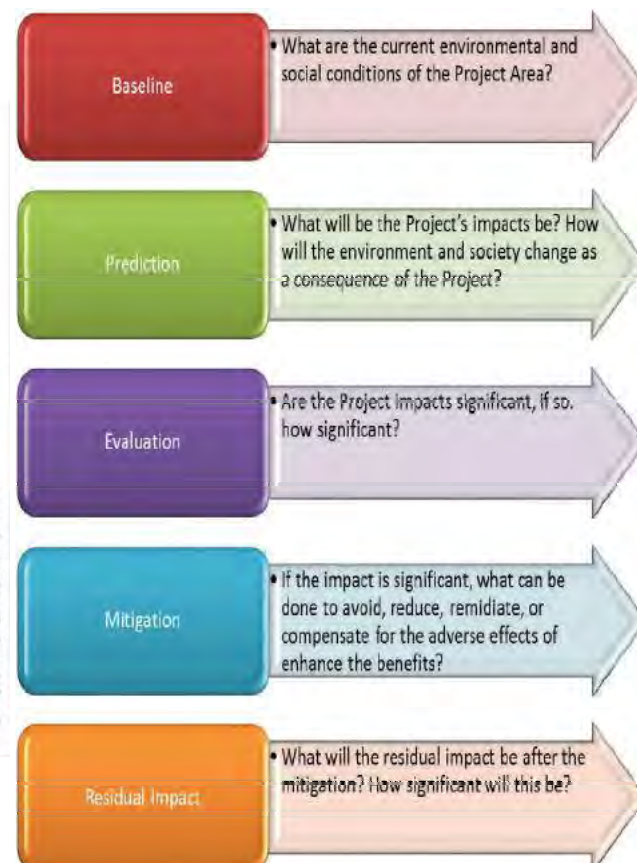 Baseline
• What are the current environmental and
social conditions of the Project Area?
Prediction
• What will be the Project's impacts be? How
will the environment and society change as
a consequence of the Project?
Evaluation
• Are the Project impacts significant, if so.
how significant?
Mitigation
• If the impact is significant, what can be
done to avoid, reduce, remidiate, or
compensate for the adverse effects of
enhance the benefits?
Residual Impact
• What will the residual impact be after the
mitigation? How significant will this be?